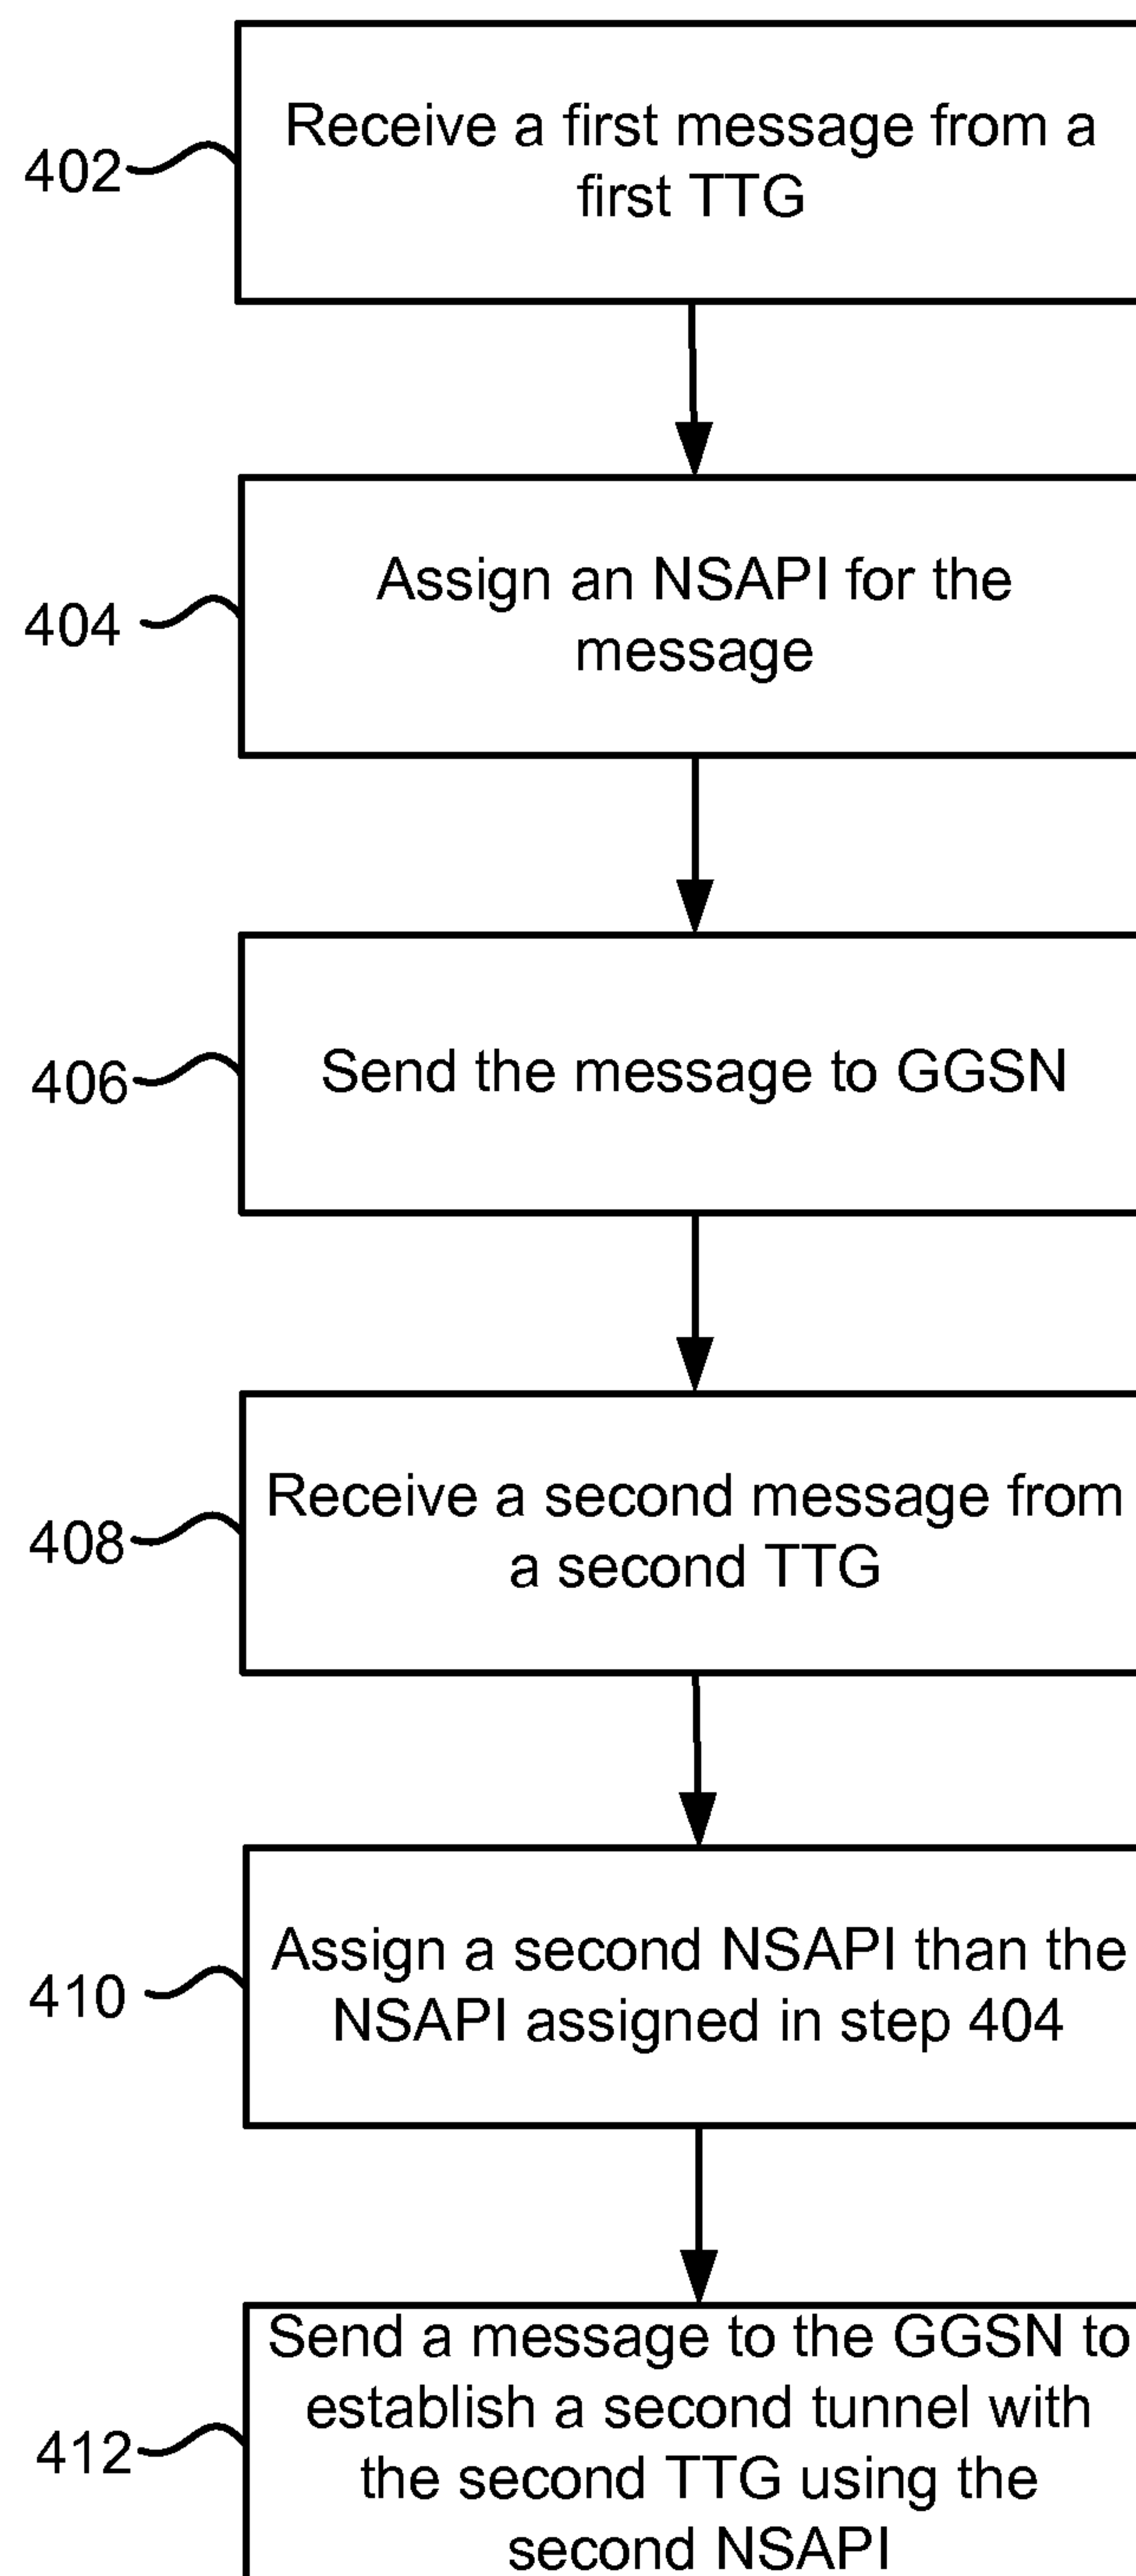 402
Receive a first message from a
first TTG
404
Assign an NSAPI for the
message
406
Send the message to GGSN
408
Receive a second message from
a second TTG
410
Assign a second NSAPI than the
NSAPI assigned in step 404
412
Send a message to the GGSN to
establish a second tunnel with
the second TTG using the
second NSAPI